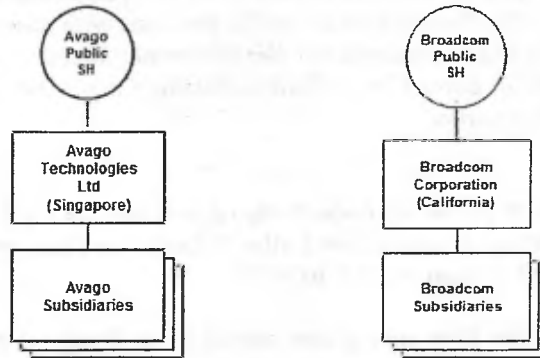 Avago
Public
SH
Broadcom
Public
SH
Avago
Technologies
Ltd
(Singapore)
Broadcom
Corporation
(California)
Avago
Subsidiaries
Broadcom
Subsidiaries